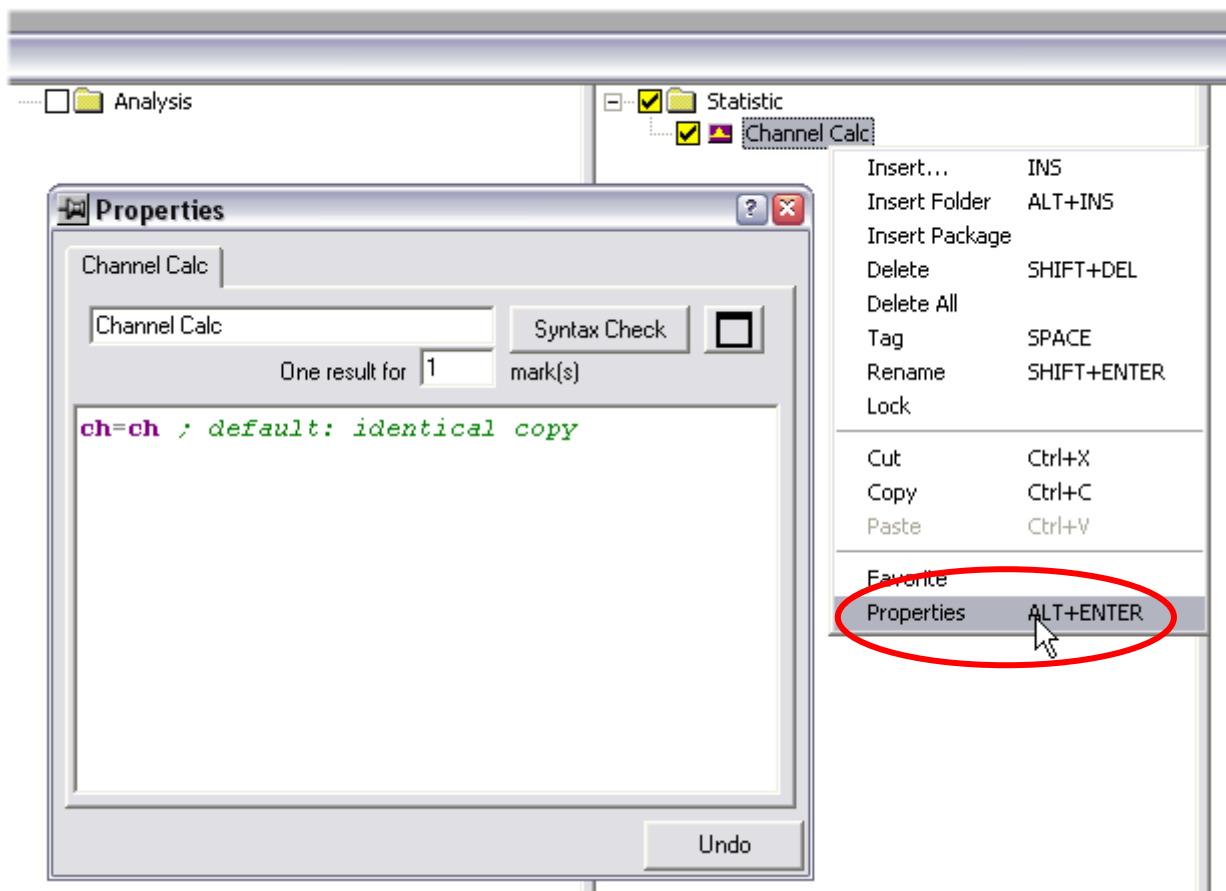 Analysis
Statistic
Channel Calc
Properties
Channel Calc
Channel Calc
Syntax Check
One result for 1 mark(s)
ch=ch ; default: identical copy
Undo
Insert... INS
Insert Folder ALT+INS
Insert Package
Delete SHIFT+DEL
Delete All
Tag SPACE
Rename SHIFT+ENTER
Lock
Cut Ctrl+X
Copy Ctrl+C
Paste Ctrl+V
Favorite
Properties ALT+ENTER